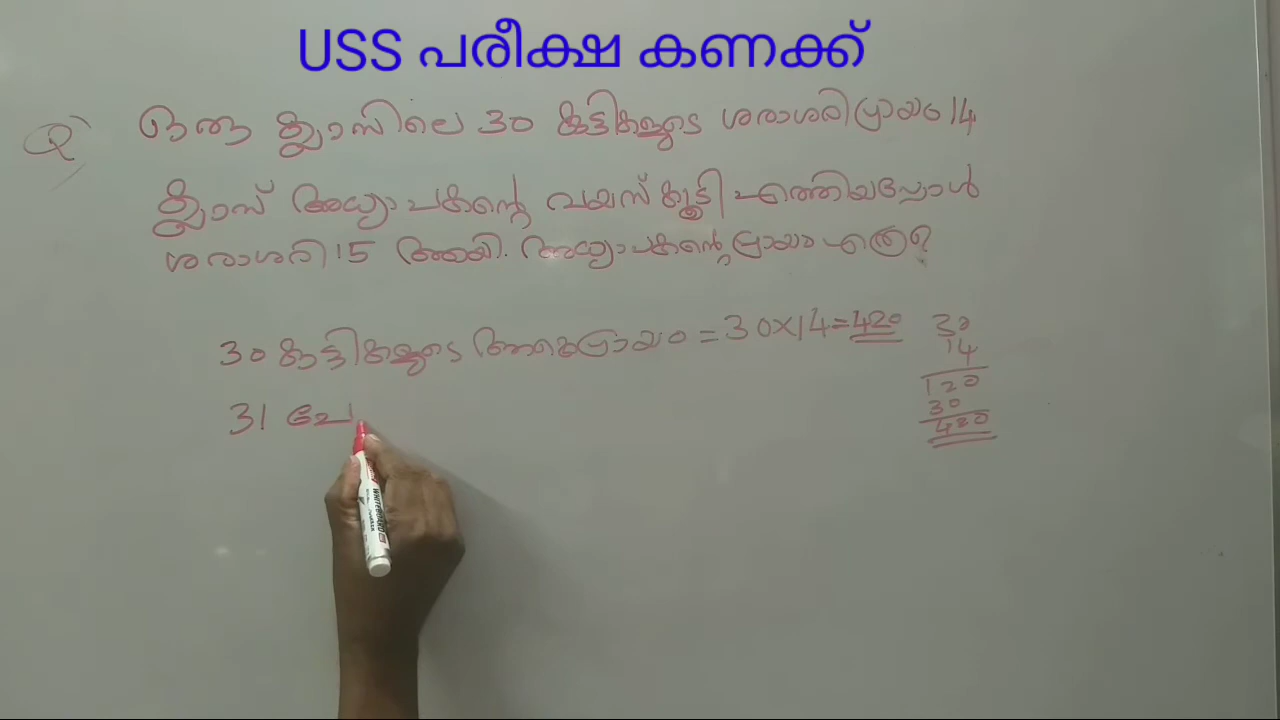 USS പരീക്ഷ കണക്ക്
Q) ഒരു ക്ലാസിലെ 30 കുട്ടികളുടെ ശരാശരി പ്രായം 14
ക്ലാസ് അധ്യാപകന്റെ വയസ് കൂട്ടി എത്തിയപ്പോൾ
ശരാശരി 15 ആയി. അധ്യാപകന്റെ പ്രായം എത്ര
30 കുട്ടികളുടെ ആകെ പ്രായം = 30×14=420
30
14
120
30
420
31 പേ